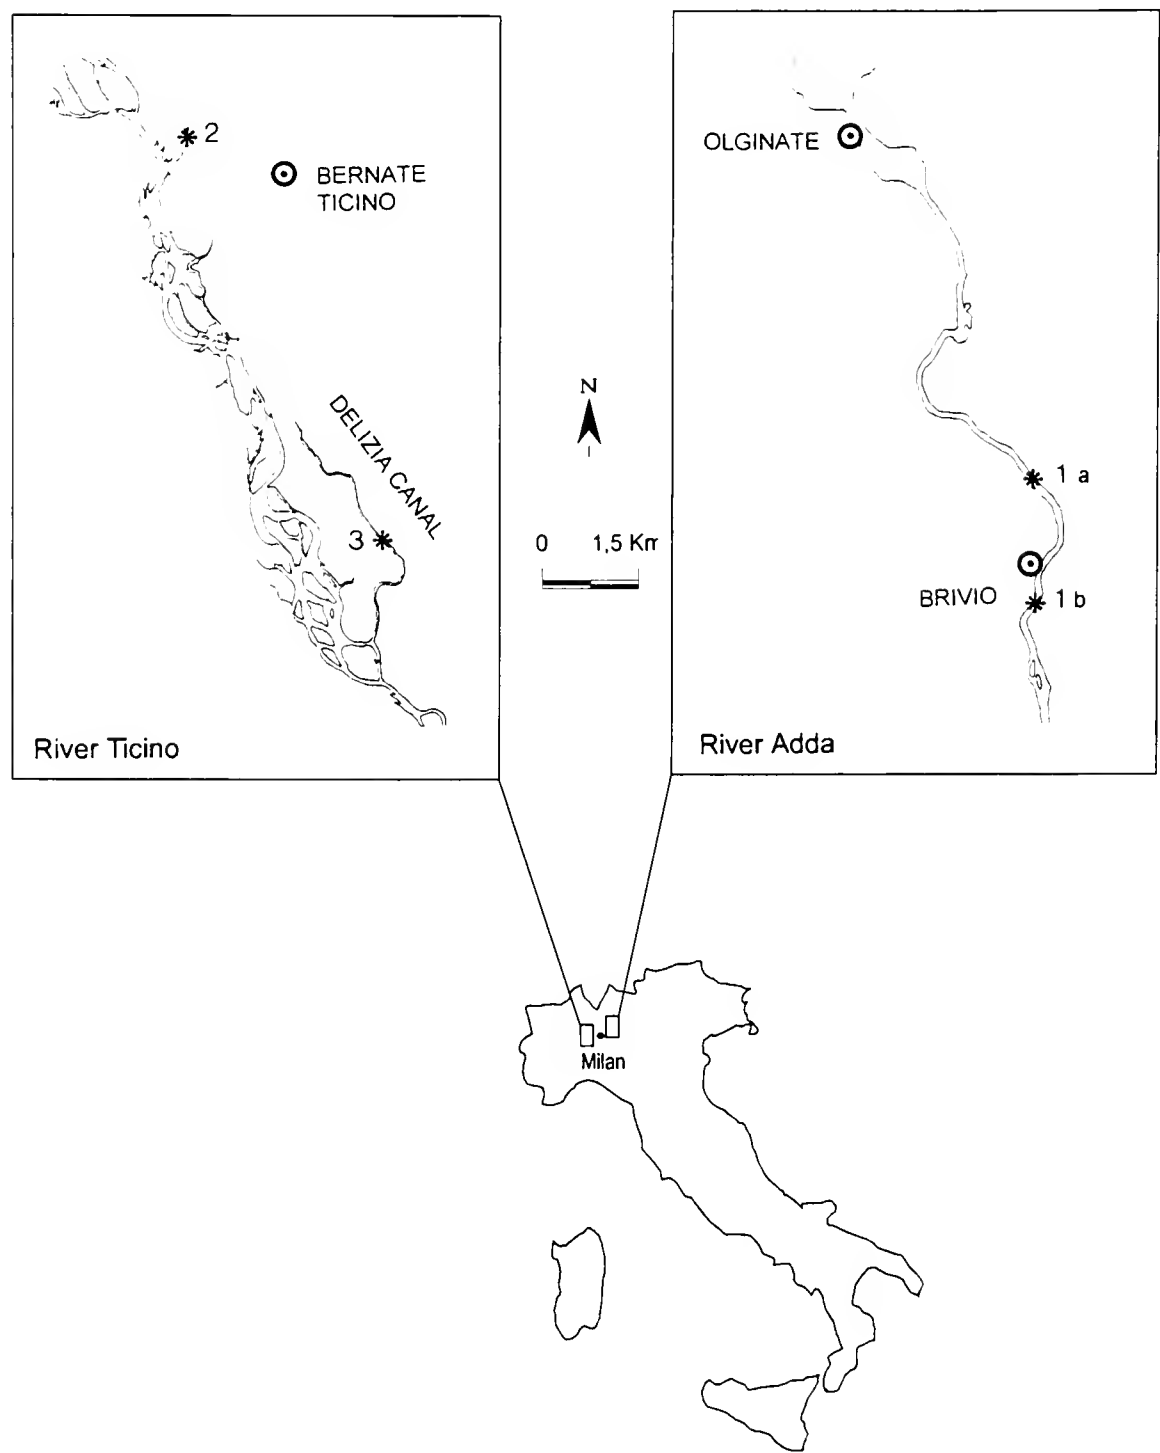 2
BERNATE
TICINO
DELIZIA CANAL
3
River Ticino
N
0 1,5 Km
OLGINATE
1 a
BRIVIO
1 b
River Adda
Milan